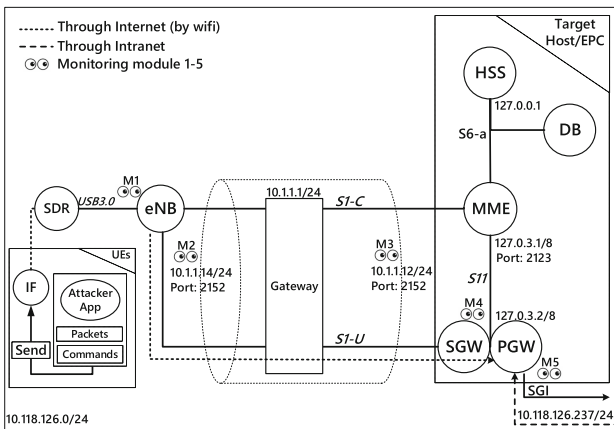 Through Internet (by wifi)
Through Intranet
Monitoring module 1-5
Target
Host/EPC
HSS
127.0.0.1
S6-a
DB
M1
10.1.1.1/24
S1-C
SDR
USB3.0
eNB
MME
M2
M3
10.1.1.14/24
Port: 2152
10.1.1.12/24
Port: 2152
127.0.3.1/8
Port: 2123
S11
UEs
IF
Attacker
App
Gateway
Packets
Send
Commands
M4
127.0.3.2/8
S1-U
SGW
PGW
M5
SGI
10.118.126.0/24
10.118.126.237/24